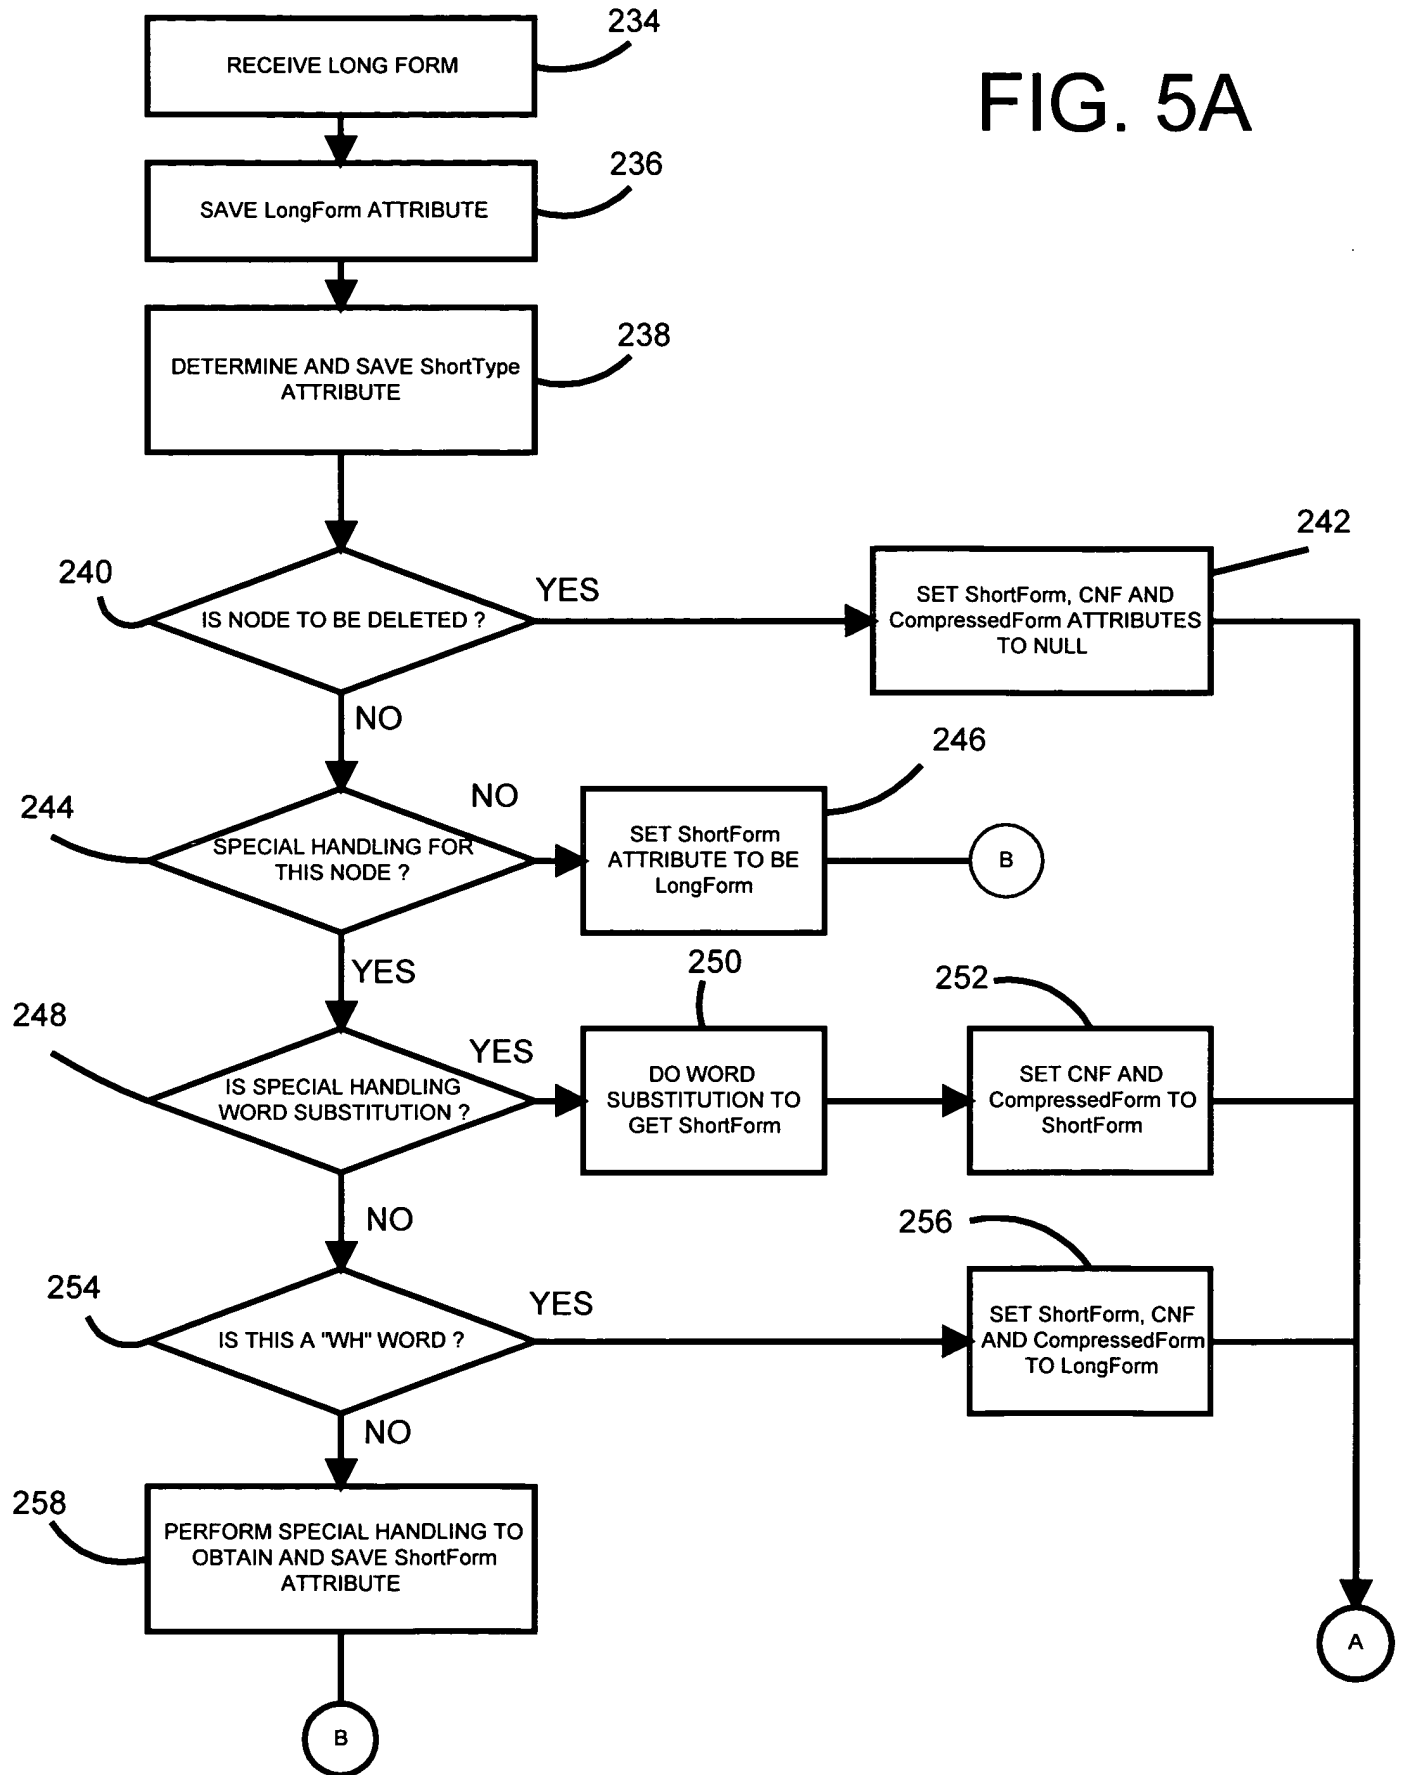 234
RECEIVE LONG FORM
FIG. 5A
236
SAVE LongForm ATTRIBUTE
238
DETERMINE AND SAVE ShortType
ATTRIBUTE
242
240
YES
IS NODE TO BE DELETED ?
SET ShortForm, CNF AND
CompressedForm ATTRIBUTES
TO NULL
NO
246
244
NO
SPECIAL HANDLING FOR
THIS NODE ?
SET ShortForm
ATTRIBUTE TO BE
LongForm
B
YES
250
252
248
YES
IS SPECIAL HANDLING
WORD SUBSTITUTION ?
DO WORD
SUBSTITUTION TO
GET ShortForm
SET CNF AND
CompressedForm TO
ShortForm
NO
256
254
YES
IS THIS A "WH" WORD ?
SET ShortForm, CNF
AND CompressedForm
TO LongForm
NO
258
PERFORM SPECIAL HANDLING TO
OBTAIN AND SAVE ShortForm
ATTRIBUTE
A
B